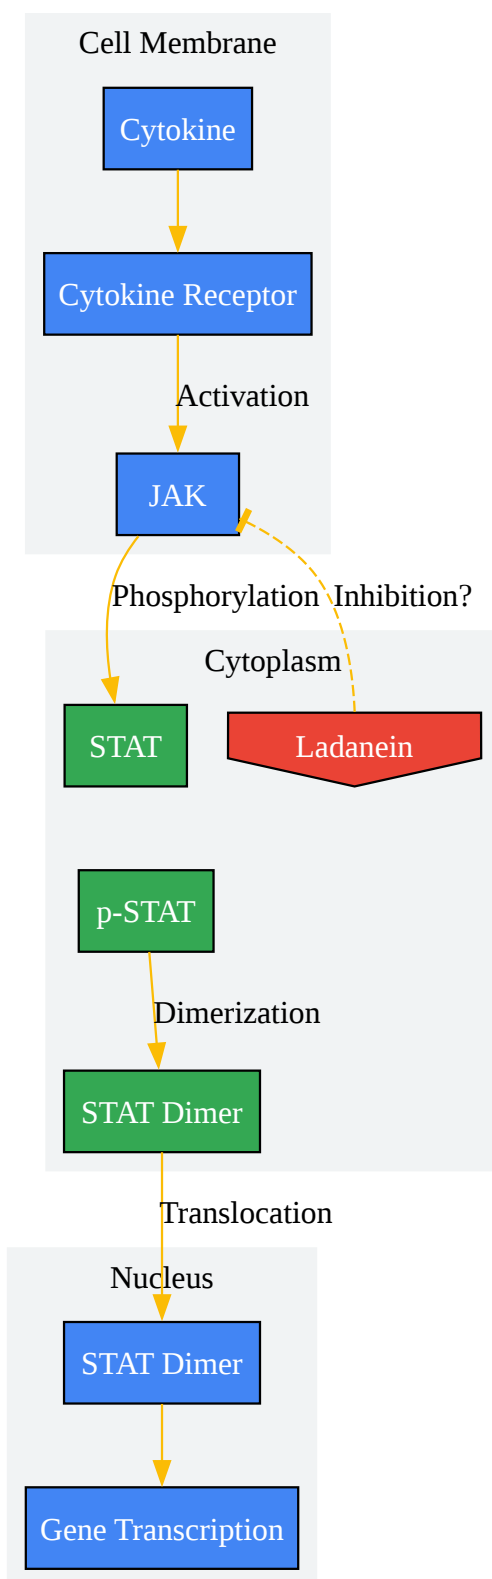 Cell Membrane
Cytokine
Cytokine Receptor
Activation
JAK
Phosphorylation
Inhibition?
Cytoplasm
STAT
Ladanein
p-STAT
Dimerization
STAT Dimer
Translocation
Nucleus
STAT Dimer
Gene Transcription